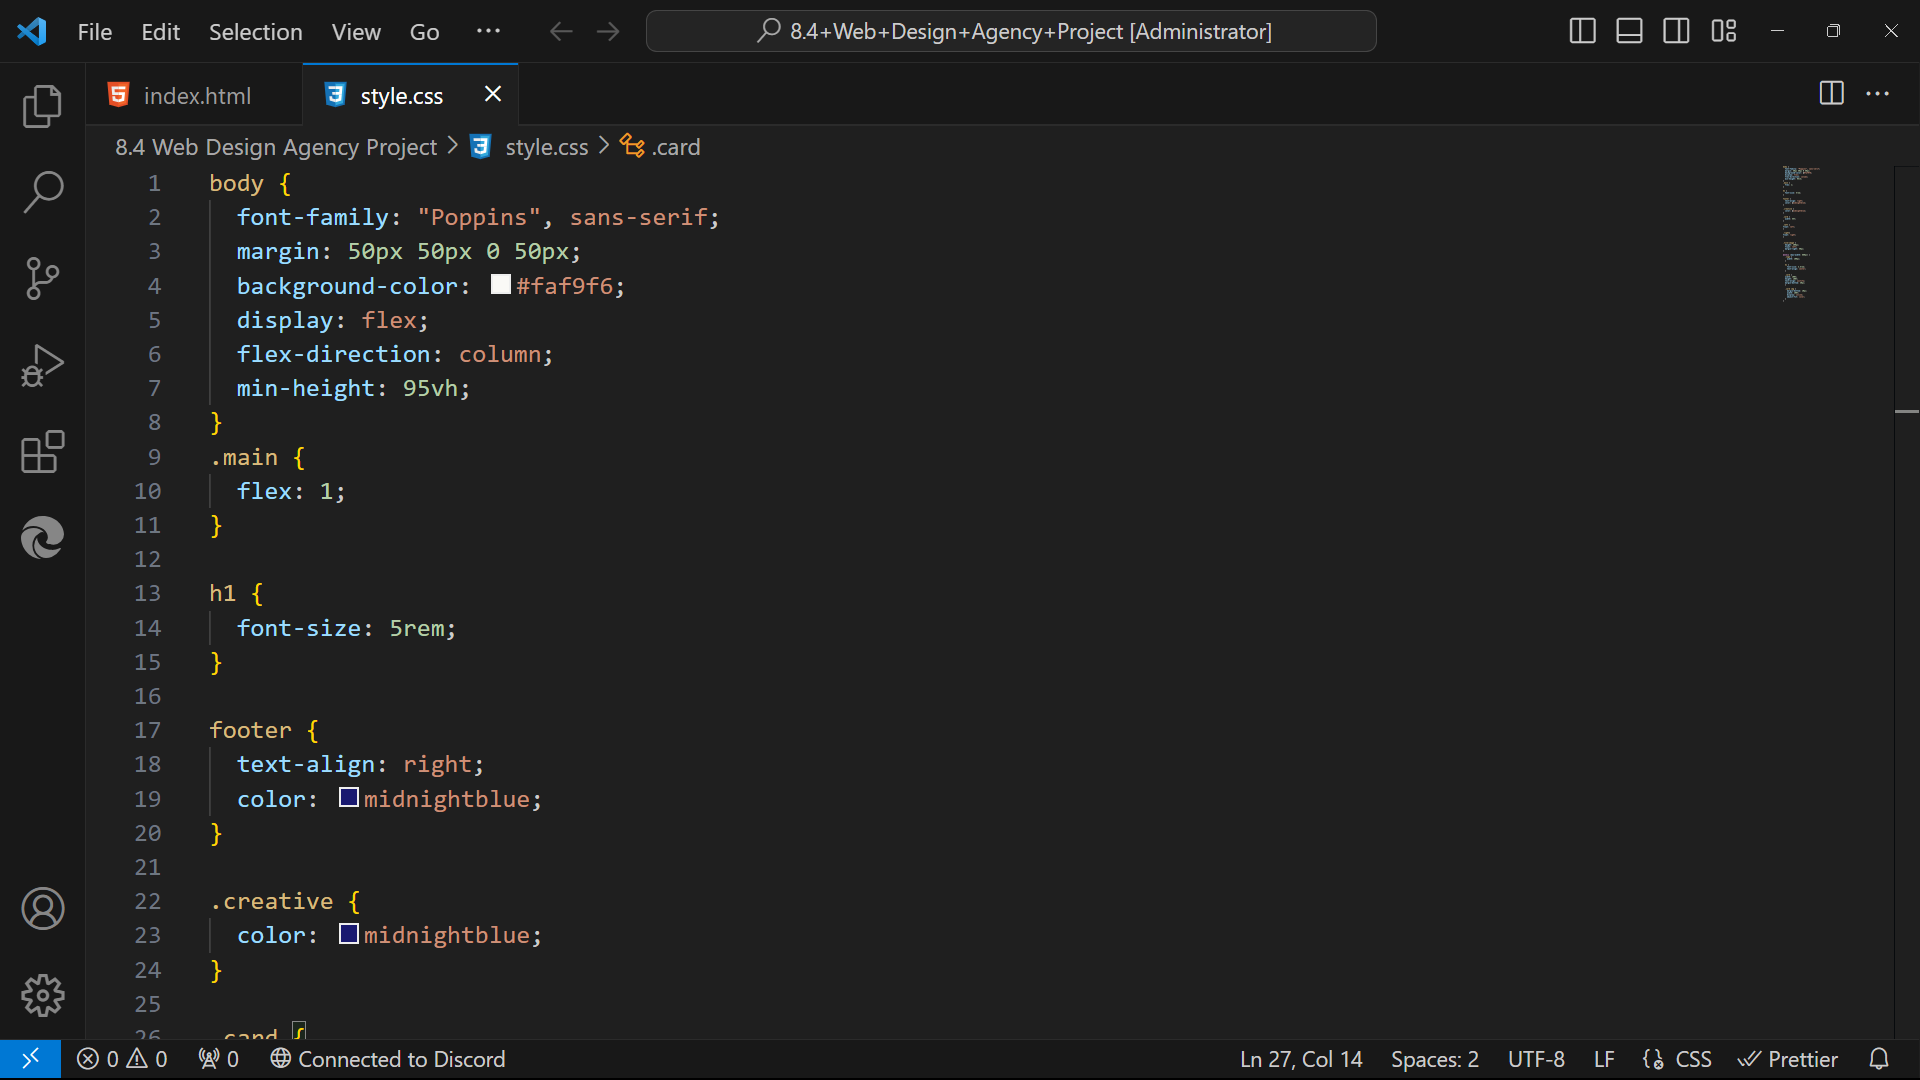 File Edit Selection View Go ··· 8.4+Web+Design+Agency+Project [Administrator]
index.html style.css
8.4 Web Design Agency Project > style.css > .card
1 body {
2 font-family: "Poppins", sans-serif;
3 margin: 50px 50px 0 50px;
4 background-color: #faf9f6;
5 display: flex;
6 flex-direction: column;
7 min-height: 95vh;
8 }
9 .main {
10 flex: 1;
11 }
12
13 h1 {
14 font-size: 5rem;
15 }
16
17 footer {
18 text-align: right;
19 color: midnightblue;
20 }
21
22 .creative {
23 color: midnightblue;
24 }
25
26 .card {
0 0 0 Connected to Discord Ln 27, Col 14 Spaces: 2 UTF-8 LF CSS Prettier